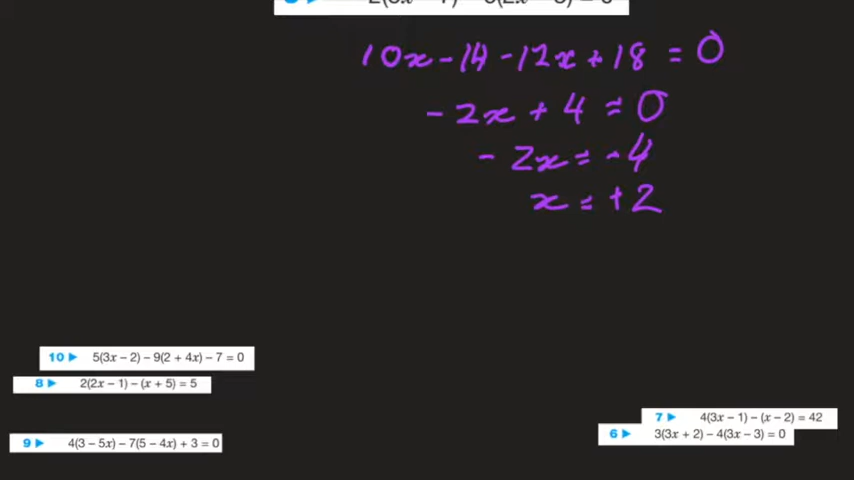 10x - 14 - 12x + 18 = 0
- 2x + 4 = 0
- 2x = - 4
x = + 2
10 ▶ 5(3x − 2) − 9(2 + 4x) − 7 = 0
8 ▶ 2(2x − 1) − (x + 5) = 5
7 ▶ 4(3x − 1) − (x − 2) = 42
6 ▶ 3(3x + 2) − 4(3x − 3) = 0
9 ▶ 4(3 − 5x) − 7(5 − 4x) + 3 = 0